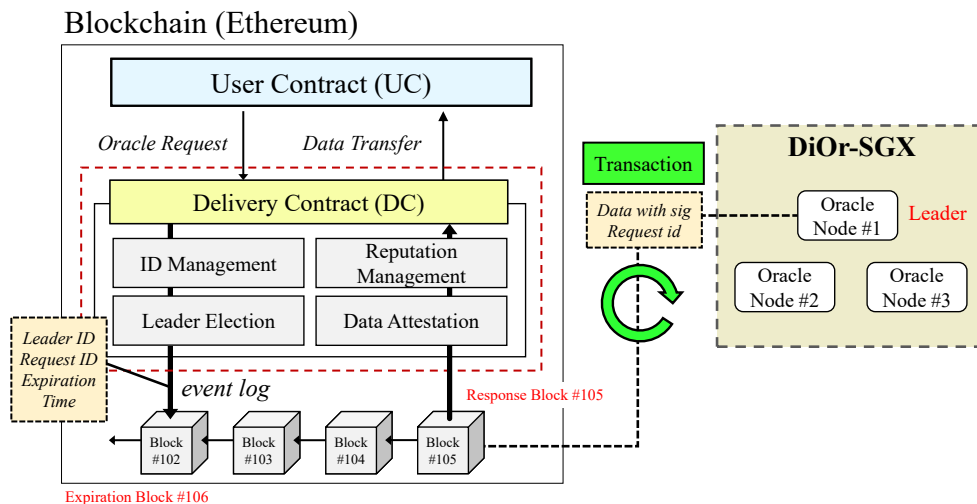 Blockchain (Ethereum)
User Contract (UC)
Oracle Request
Data Transfer
Delivery Contract (DC)
ID Management
Reputation
Management
Leader Election
Data Attestation
Leader ID
Request ID
Expiration
Time
event log
Response Block #105
Block
#102
Block
#103
Block
#104
Block
#105
Expiration Block #106
Transaction
Data with sig
Request id
DiOr-SGX
Oracle
Node #1
Leader
Oracle
Node #2
Oracle
Node #3